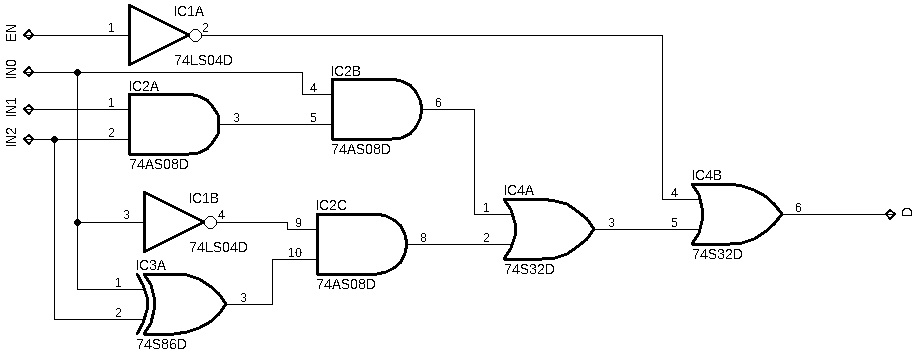 EN
1
IC1A
2
74LS04D
IN0
IN1
1
IC2A
IN2
2
3
74AS08D
IC2B
4
5
6
74AS08D
3
IC1B
4
74LS04D
9
IC2C
10
8
74AS08D
1
IC3A
2
3
74S86D
1
IC4A
2
3
74S32D
4
IC4B
5
6
74S32D
D